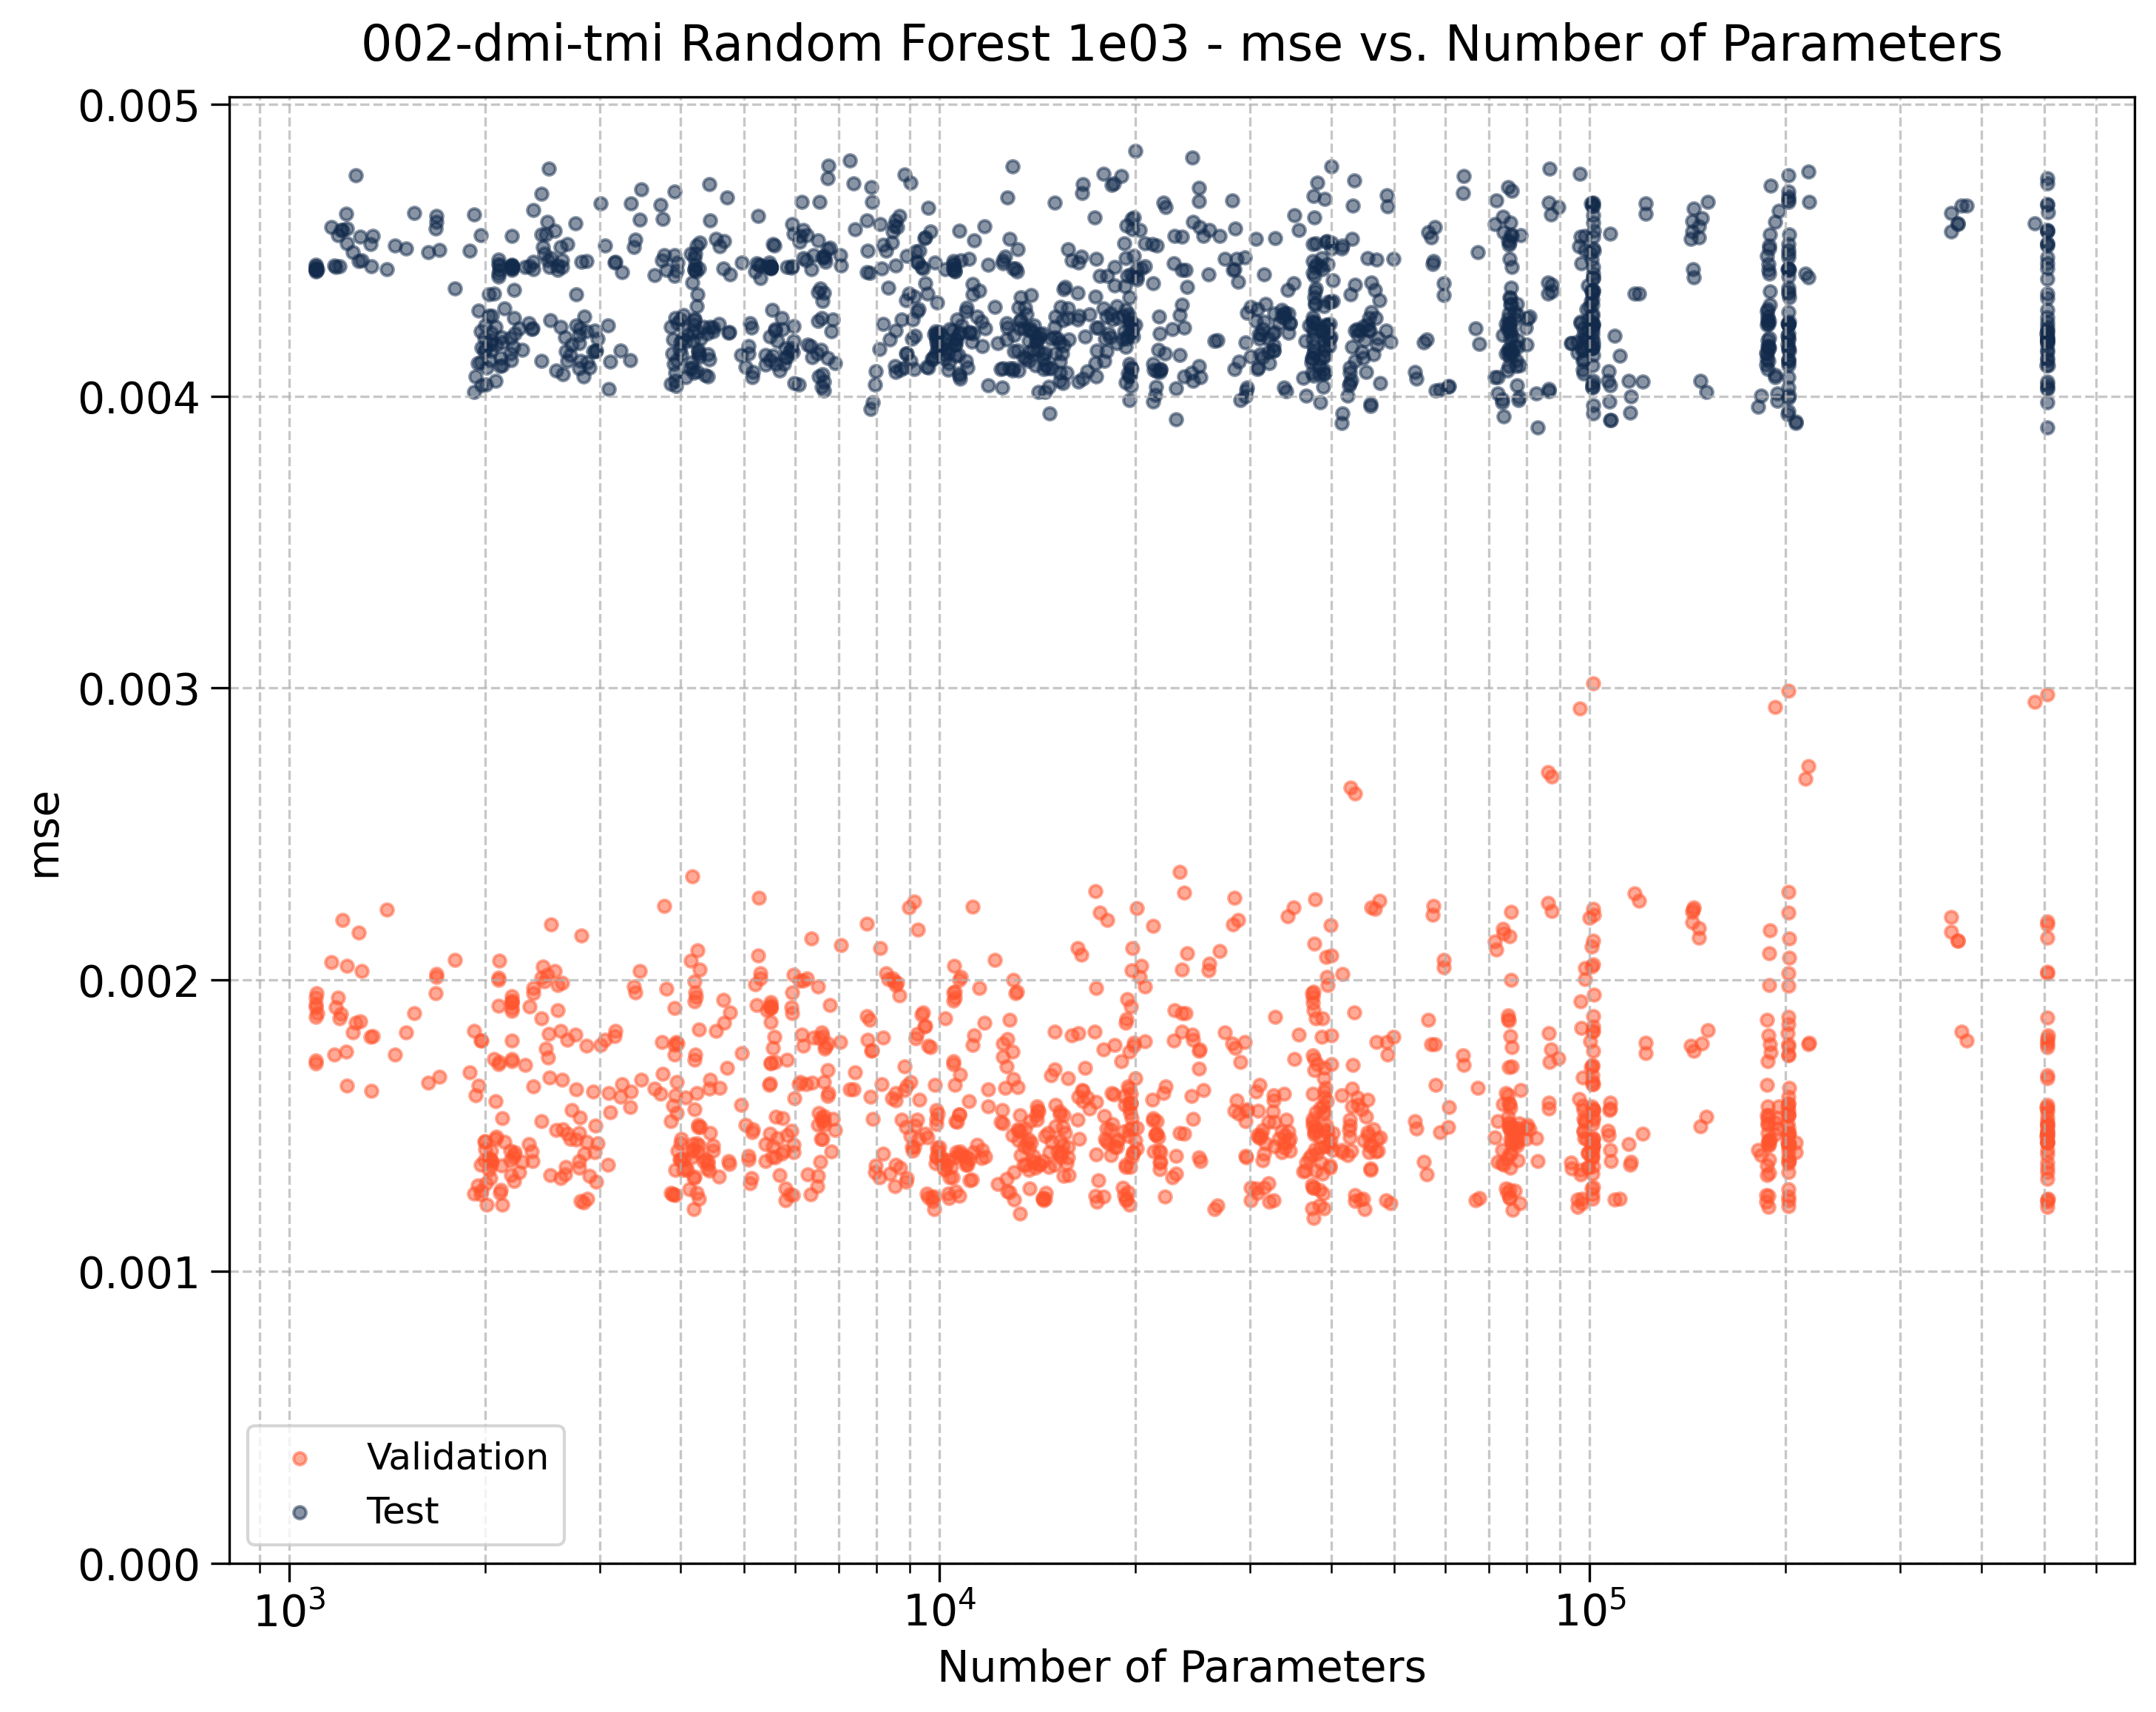 002-dmi-tmi Random Forest 1e03 - mse vs. Number of Parameters
0.005
0.004
0.003
0.002
0.001
0.000
mse
Validation
Test
10³
10⁴
10⁵
Number of Parameters